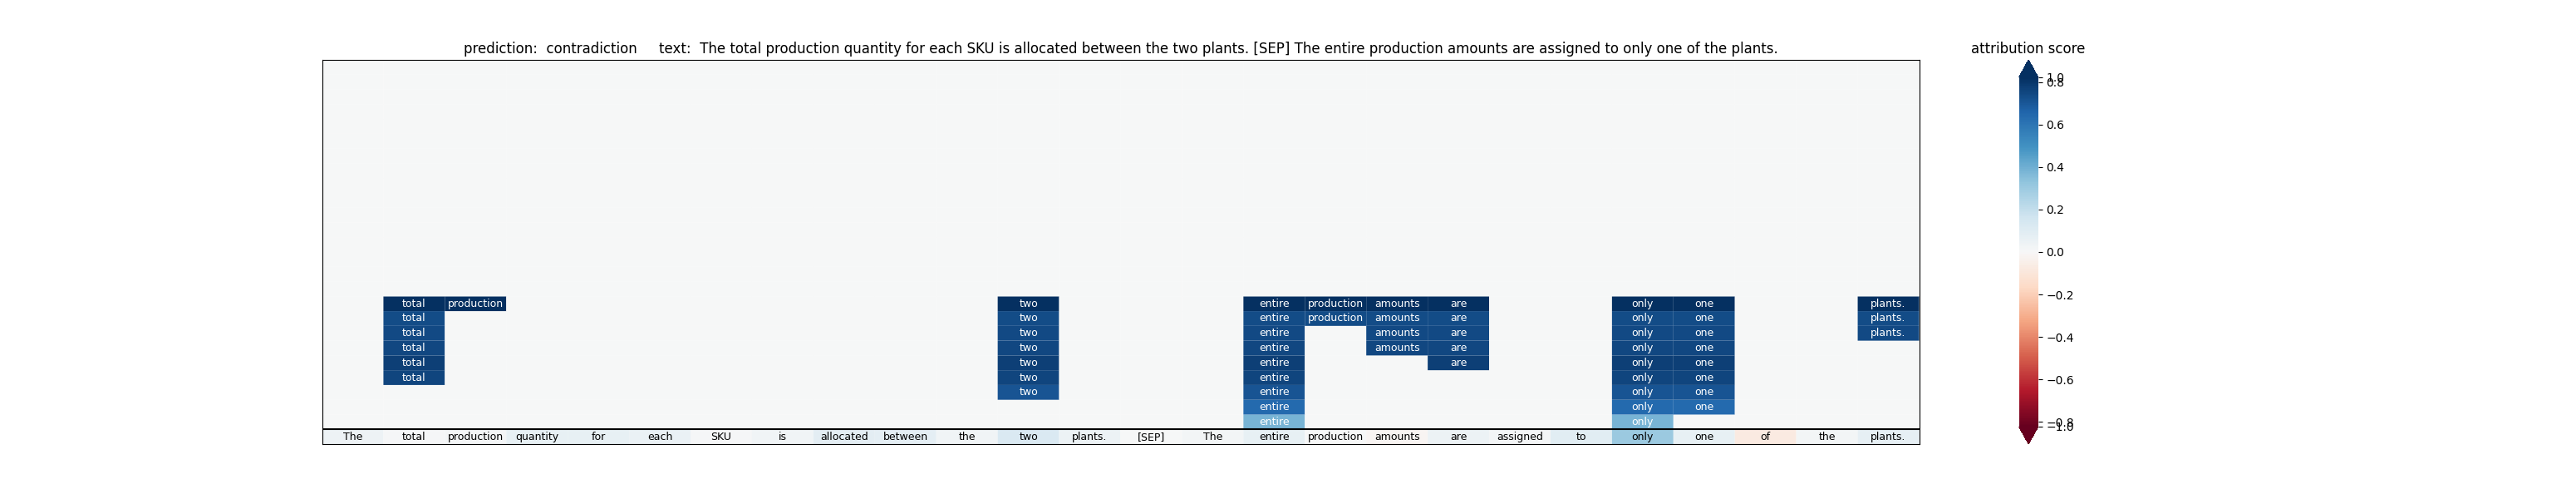 prediction:  contradiction     text:  The total production quantity for each SKU is allocated between the two plants. [SEP] The entire production amounts are assigned to only one of the plants.
attribution score
total production two entire production amounts are only one plants.
total two entire production amounts are only one plants.
total two entire amounts are only one plants.
total two entire amounts are only one
total two entire are only one
total two entire only one
two entire only one
entire only one
entire only
The total production quantity for each SKU is allocated between the two plants. [SEP] The entire production amounts are assigned to only one of the plants.
1.0
0.8
0.6
0.4
0.2
0.0
−0.2
−0.4
−0.6
−0.8
−1.0